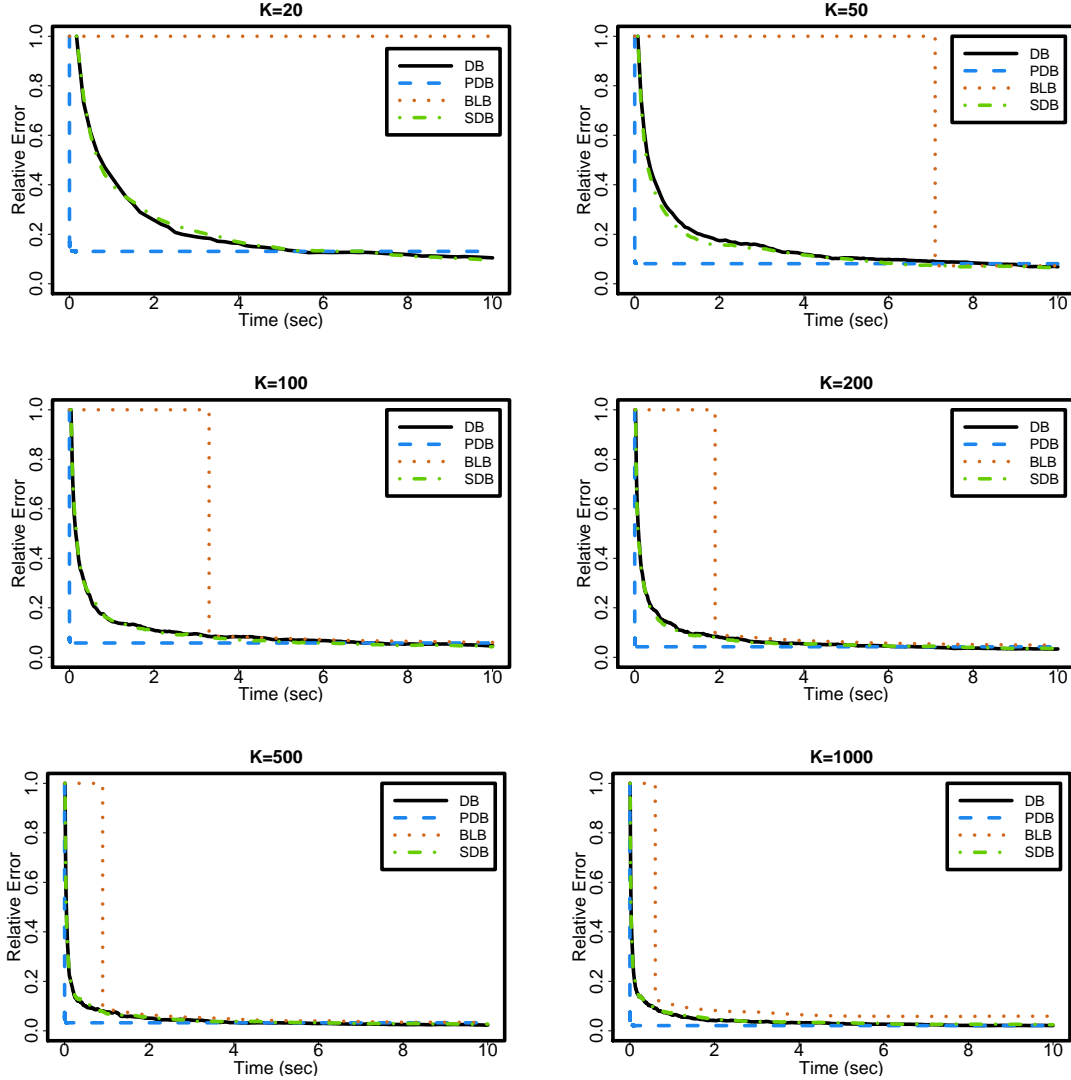 K=20
Relative Error
1.0
0.8
0.6
0.4
0.2
0.0
DB
PDB
BLB
SDB
0 2 4 6 8 10
Time (sec)
K=50
Relative Error
1.0
0.8
0.6
0.4
0.2
0.0
DB
PDB
BLB
SDB
0 2 4 6 8 10
Time (sec)
K=100
Relative Error
1.0
0.8
0.6
0.4
0.2
0.0
DB
PDB
BLB
SDB
0 2 4 6 8 10
Time (sec)
K=200
Relative Error
1.0
0.8
0.6
0.4
0.2
0.0
DB
PDB
BLB
SDB
0 2 4 6 8 10
Time (sec)
K=500
Relative Error
1.0
0.8
0.6
0.4
0.2
0.0
DB
PDB
BLB
SDB
0 2 4 6 8 10
Time (sec)
K=1000
Relative Error
1.0
0.8
0.6
0.4
0.2
0.0
DB
PDB
BLB
SDB
0 2 4 6 8 10
Time (sec)